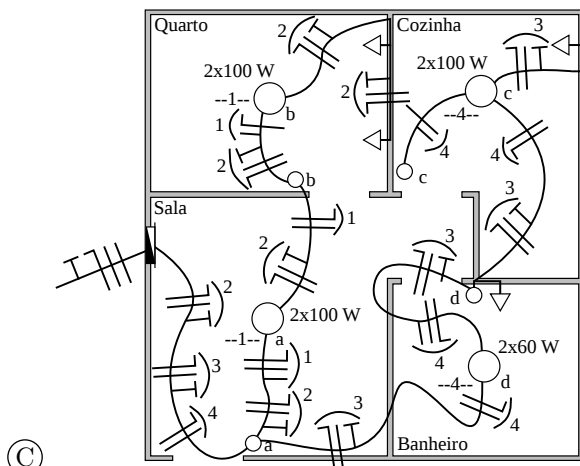 Quarto
Cozinha
2
3
2x100 W
2x100 W
--1--
b
2
c
--4--
1
4
4
2
b
c
3
Sala
1
3
2
2
d
2x100 W
--1--
a
2x60 W
1
4
3
--4--
d
2
4
3
4
a
Banheiro
C